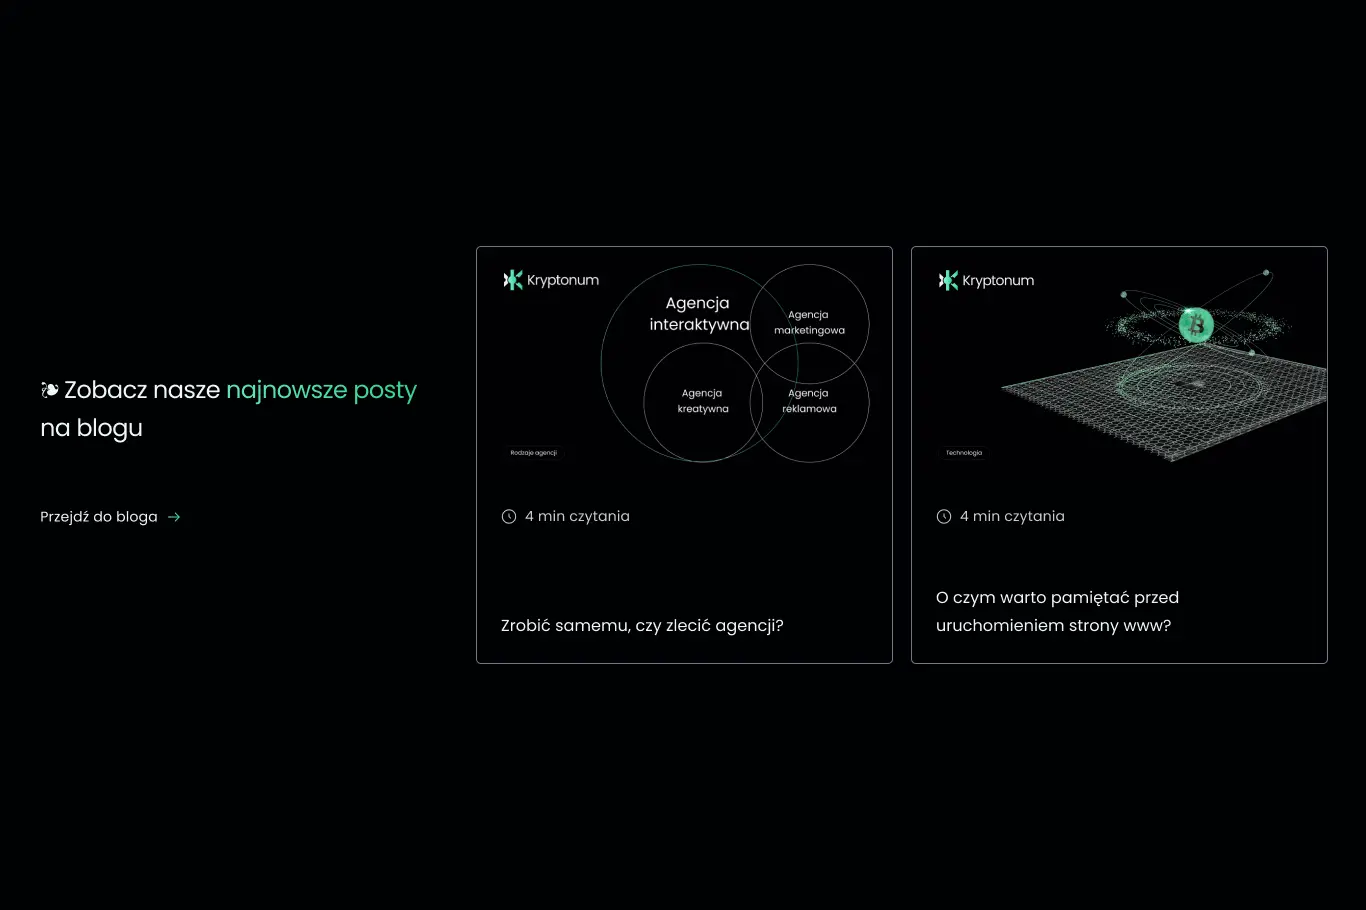 ❧ Zobacz nasze najnowsze posty
na blogu
Przejdź do bloga →
Kryptonum
Agencja
interaktywna
Agencja
marketingowa
Agencja
kreatywna
Agencja
reklamowa
Rodzaje agencji
4 min czytania
Zrobić samemu, czy zlecić agencji?
Kryptonum
Technologia
4 min czytania
O czym warto pamiętać przed
uruchomieniem strony www?